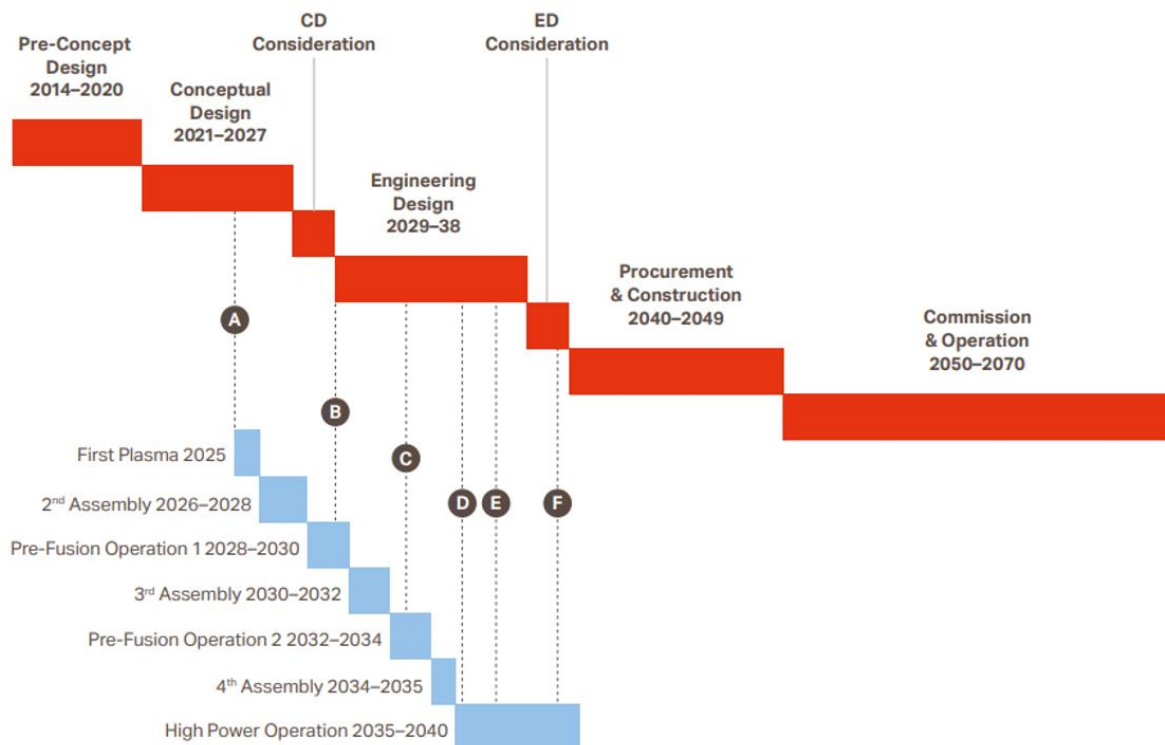 CD
Consideration
ED
Consideration
Pre-Concept
Design
2014–2020
Conceptual
Design
2021–2027
Engineering
Design
2029–38
Procurement
& Construction
2040–2049
Commission
& Operation
2050–2070
A
B
C
D
E
F
First Plasma 2025
2nd Assembly 2026–2028
Pre-Fusion Operation 1 2028–2030
3rd Assembly 2030–2032
Pre-Fusion Operation 2 2032–2034
4th Assembly 2034–2035
High Power Operation 2035–2040